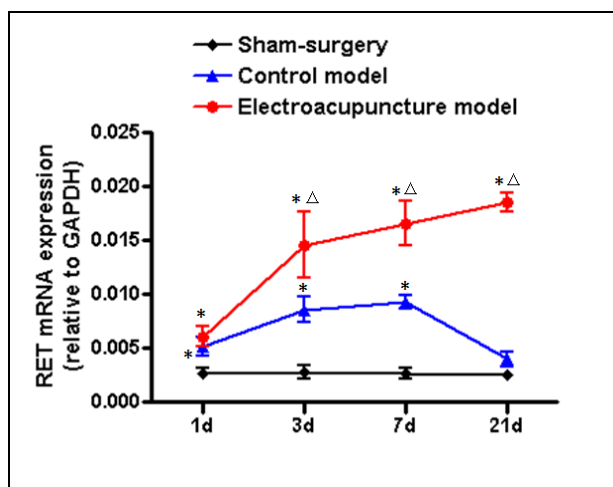 Sham-surgery
Control model
Electroacupuncture model
RET mRNA expression
(relative to GAPDH)
0.025
0.020
0.015
0.010
0.005
0.000
* △
* △
* △
*
*
*
*
1d 3d 7d 21d